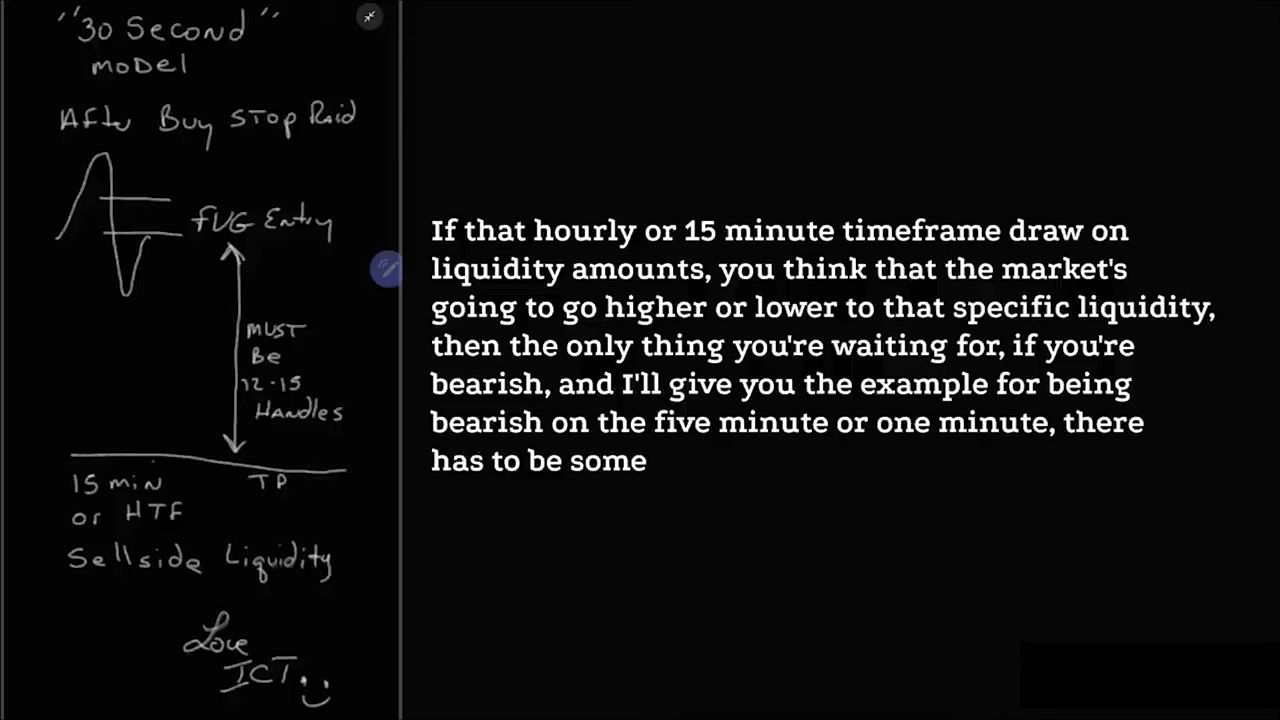 "30 Second"
model
After Buy Stop Raid
FVG Entry
MUST
Be
12-15
HANDLES
15 min
TP
or HTF
Sellside Liquidity
Love
ICT
If that hourly or 15 minute timeframe draw on
liquidity amounts, you think that the market's
going to go higher or lower to that specific liquidity,
then the only thing you're waiting for, if you're
bearish, and I'll give you the example for being
bearish on the five minute or one minute, there
has to be some